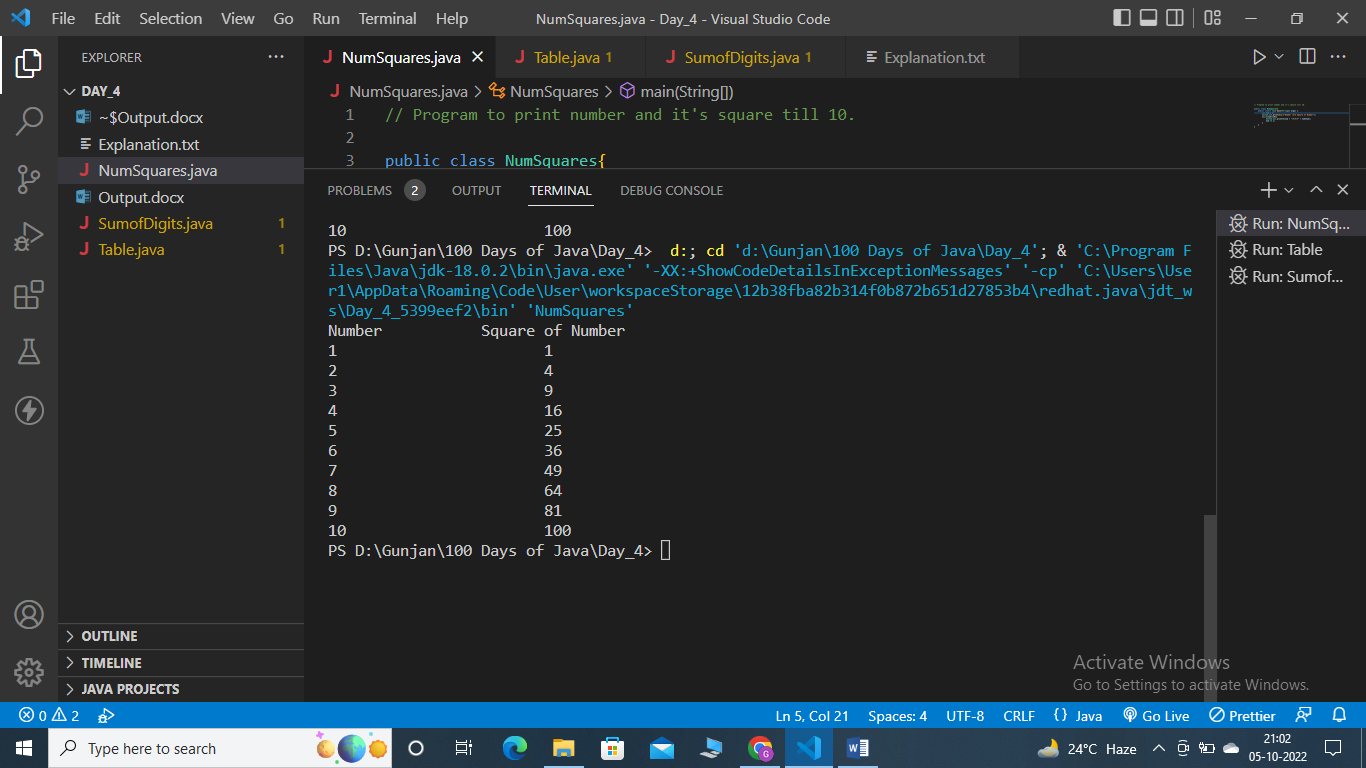 File Edit Selection View Go Run Terminal Help NumSquares.java - Day_4 - Visual Studio Code
EXPLORER
DAY_4
~$Output.docx
Explanation.txt
NumSquares.java
Output.docx
SumofDigits.java 1
Table.java 1
OUTLINE
TIMELINE
JAVA PROJECTS
NumSquares.java Table.java 1 SumofDigits.java 1 Explanation.txt
NumSquares.java > NumSquares > main(String[])
1 // Program to print number and it's square till 10.
2
3 public class NumSquares{
PROBLEMS 2 OUTPUT TERMINAL DEBUG CONSOLE
10 100
PS D:\Gunjan\100 Days of Java\Day_4> d:; cd 'd:\Gunjan\100 Days of Java\Day_4'; & 'C:\Program F
iles\Java\jdk-18.0.2\bin\java.exe' '-XX:+ShowCodeDetailsInExceptionMessages' '-cp' 'C:\Users\Use
r1\AppData\Roaming\Code\User\workspaceStorage\12b38fba82b314f0b872b651d27853b4\redhat.java\jdt_w
s\Day_4_5399eef2\bin' 'NumSquares'
Number Square of Number
1 1
2 4
3 9
4 16
5 25
6 36
7 49
8 64
9 81
10 100
PS D:\Gunjan\100 Days of Java\Day_4>
Run: NumSq...
Run: Table
Run: Sumof...
Activate Windows
Go to Settings to activate Windows.
0 2 Ln 5, Col 21 Spaces: 4 UTF-8 CRLF {} Java Go Live Prettier
Type here to search 24°C Haze 21:02
05-10-2022